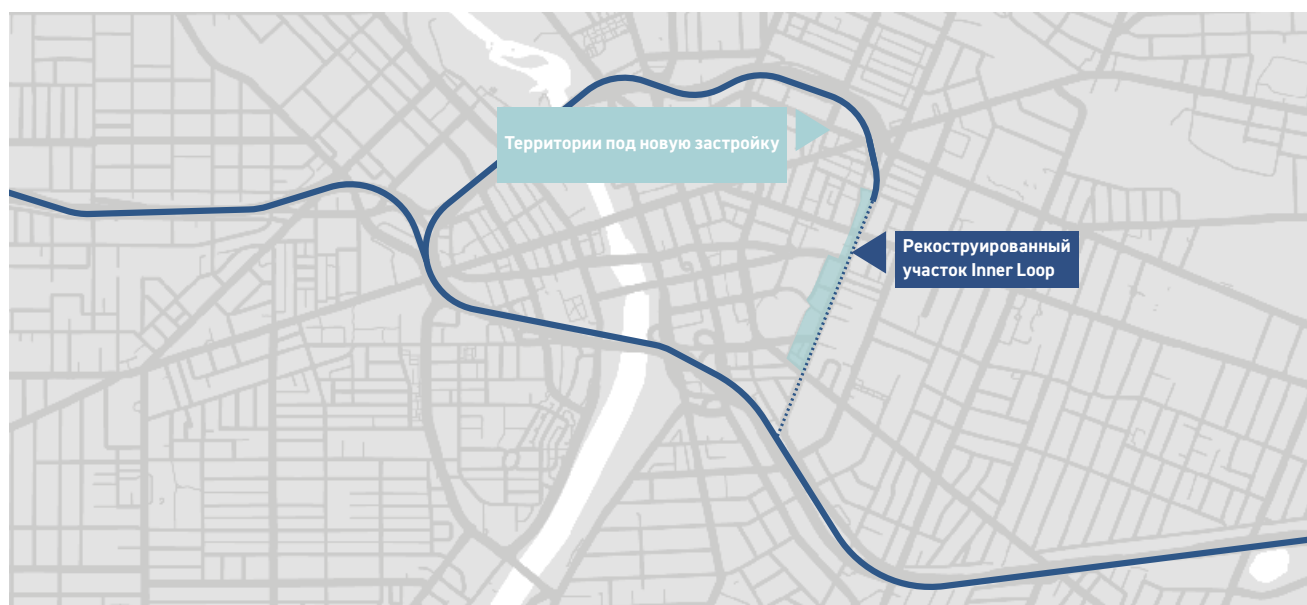 Территории под новую застройку
Рекоструированный
участок Inner Loop